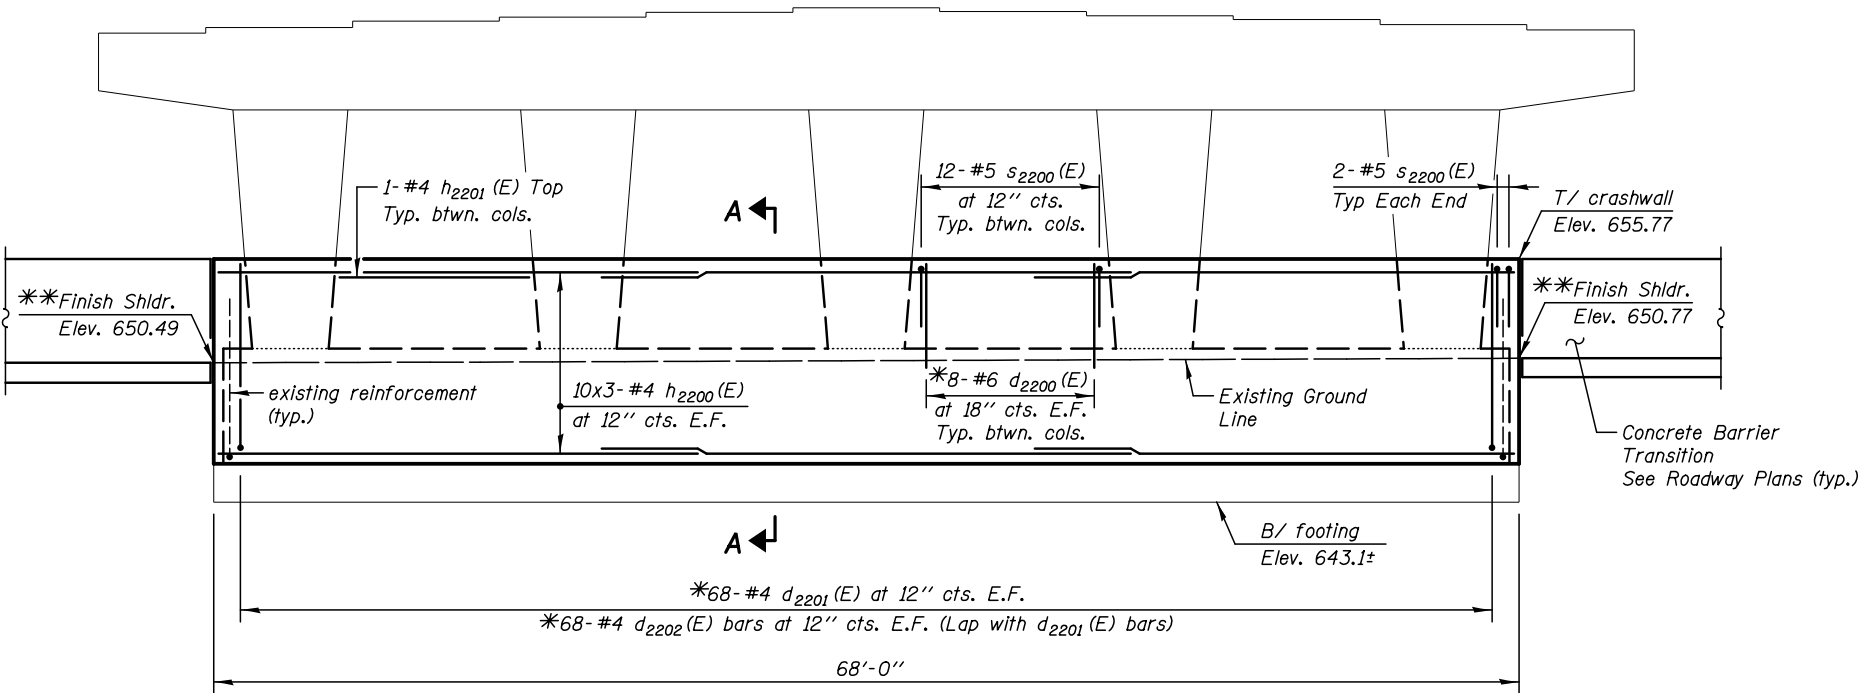 1-#4 h2201 (E) Top
Typ. btwn. cols.
A
12-#5 s2200 (E)
at 12" cts.
Typ. btwn. cols.
2-#5 s2200 (E)
Typ Each End
T/ crashwall
Elev. 655.77
**Finish Shldr.
Elev. 650.49
**Finish Shldr.
Elev. 650.77
existing reinforcement
(typ.)
10x3-#4 h2200 (E)
at 12" cts. E.F.
*8-#6 d2200 (E)
at 18" cts. E.F.
Typ. btwn. cols.
Existing Ground
Line
Concrete Barrier
Transition
See Roadway Plans (typ.)
A
B/ footing
Elev. 643.1±
*68-#4 d2201 (E) at 12" cts. E.F.
*68-#4 d2202 (E) bars at 12" cts. E.F. (Lap with d2201 (E) bars)
68'-0"